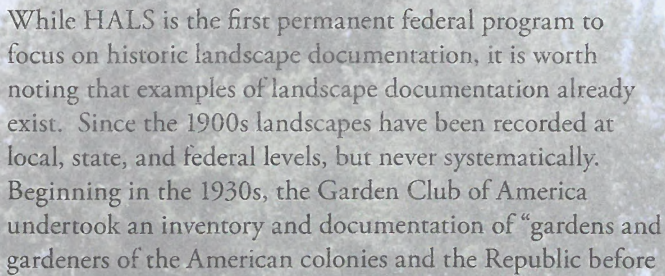 While HALS is the first permanent federal program to
focus on historic landscape documentation, it is worth
noting that examples of landscape documentation already
exist.  Since the 1900s landscapes have been recorded at
local, state, and federal levels, but never systematically.
Beginning in the 1930s, the Garden Club of America
undertook an inventory and documentation of “gardens and
gardeners of the American colonies and the Republic before